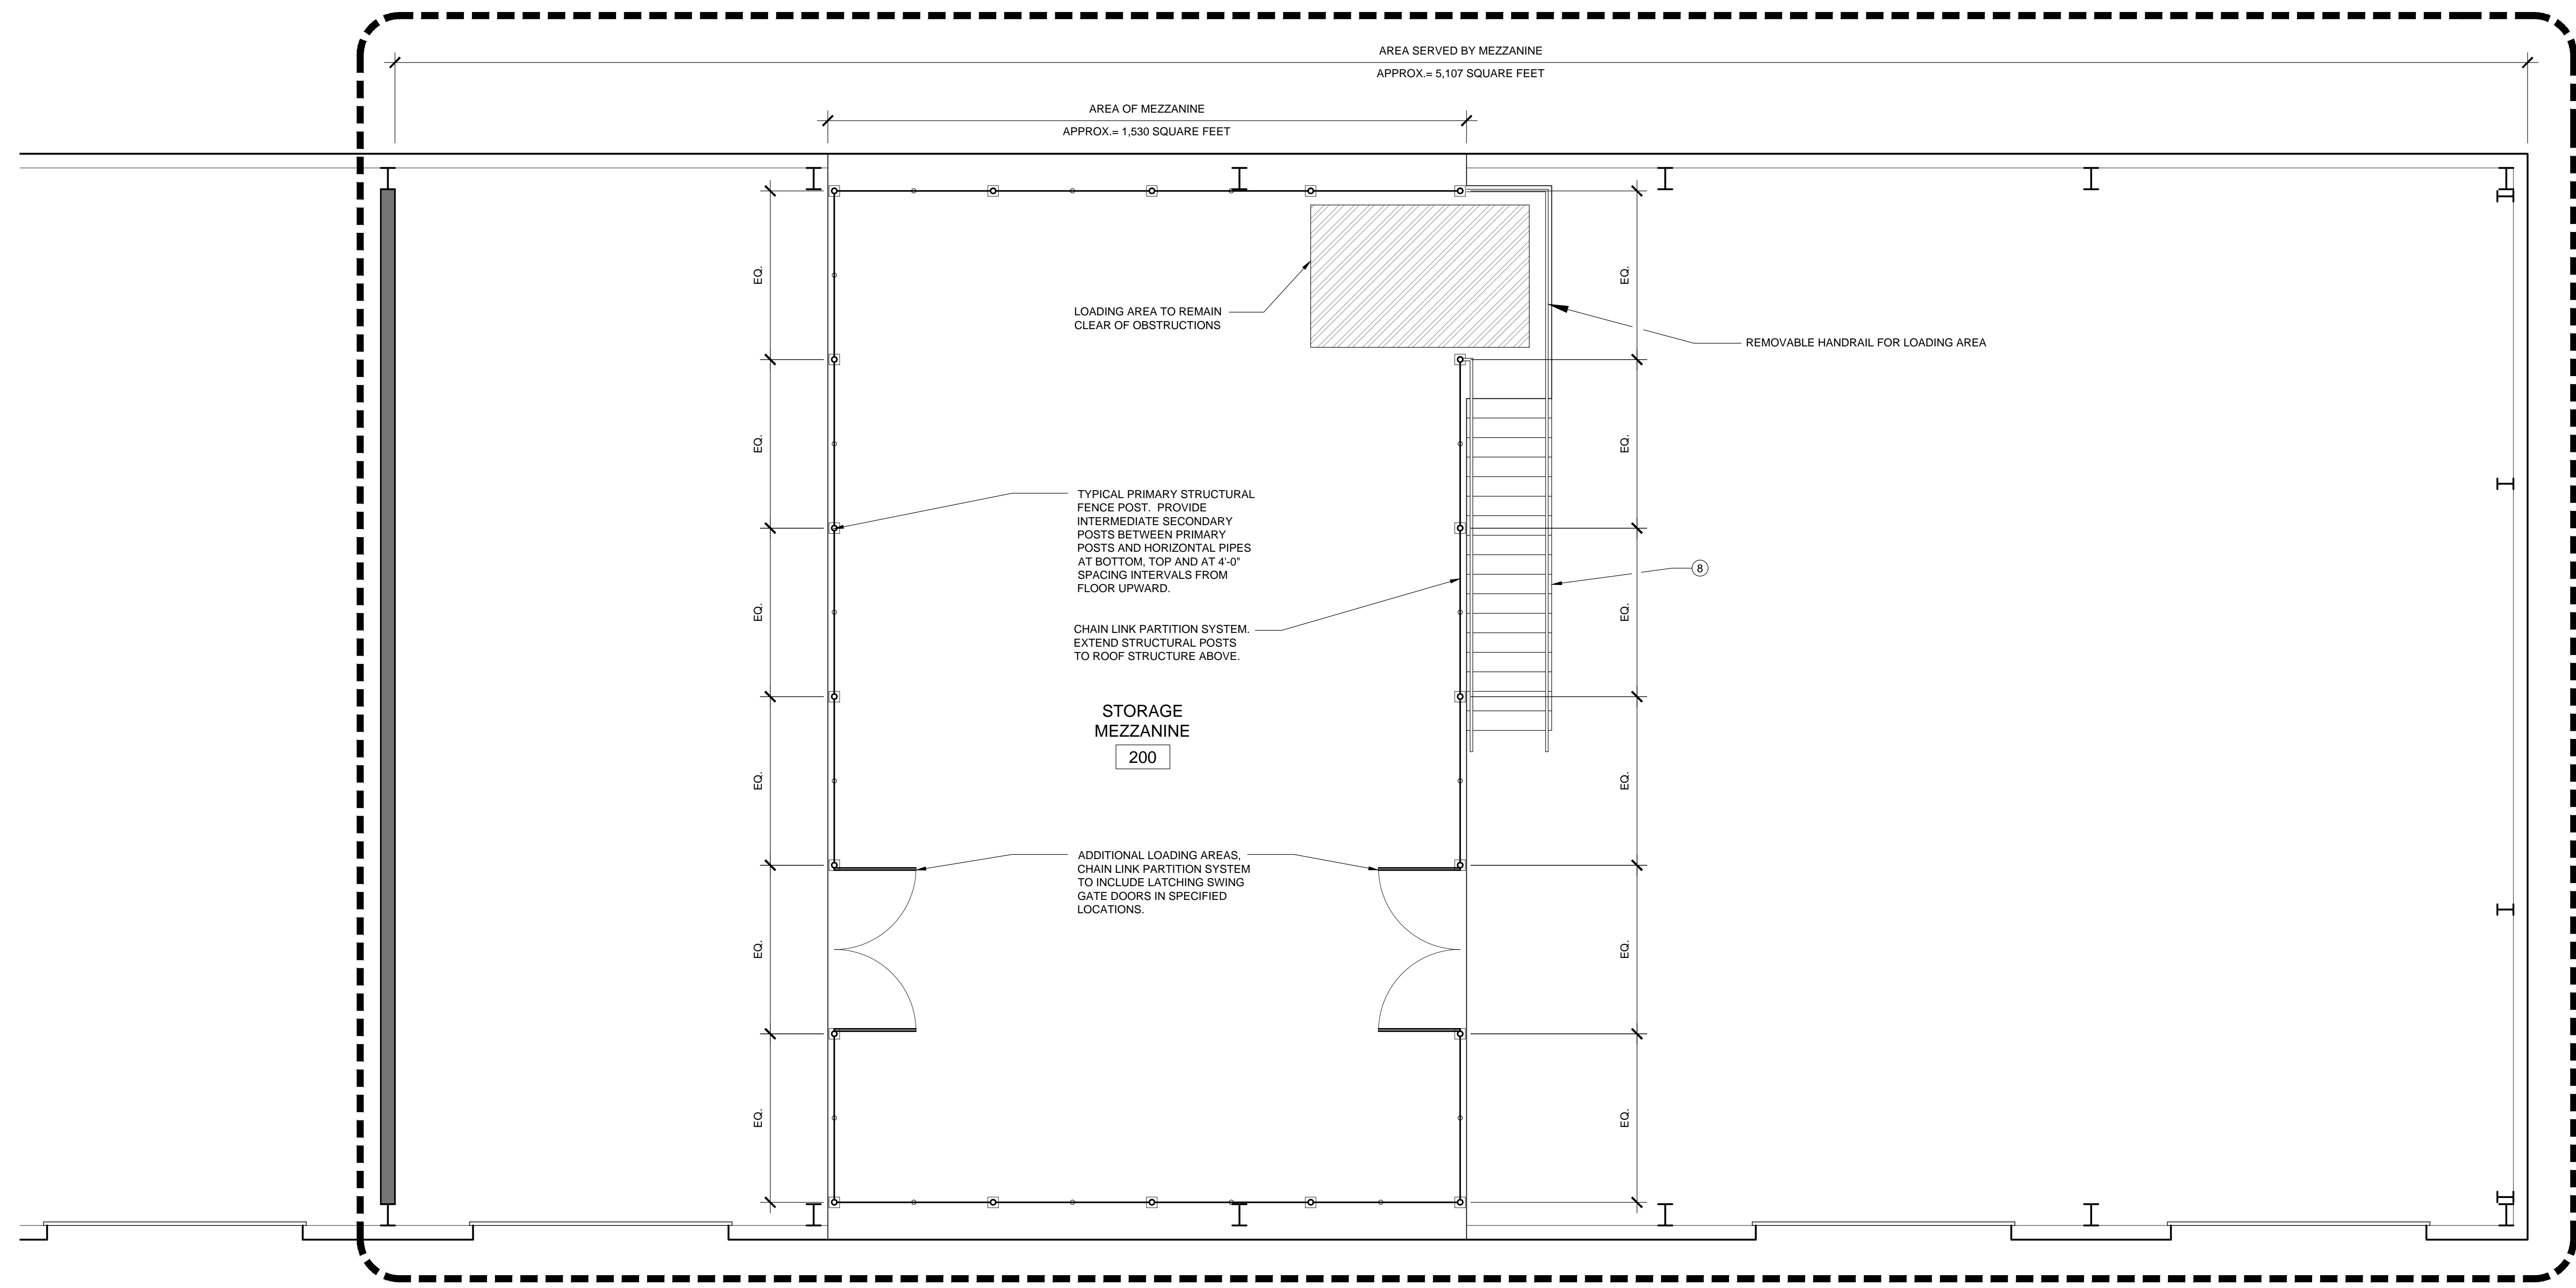 AREA SERVED BY MEZZANINE
APPROX.= 5,107 SQUARE FEET
AREA OF MEZZANINE
APPROX.= 1,530 SQUARE FEET
EQ.
EQ.
LOADING AREA TO REMAIN
CLEAR OF OBSTRUCTIONS
REMOVABLE HANDRAIL FOR LOADING AREA
EQ.
EQ.
TYPICAL PRIMARY STRUCTURAL
FENCE POST. PROVIDE
INTERMEDIATE SECONDARY
POSTS BETWEEN PRIMARY
POSTS AND HORIZONTAL PIPES
AT BOTTOM, TOP AND AT 4'-0"
SPACING INTERVALS FROM
FLOOR UPWARD.
8
EQ.
EQ.
CHAIN LINK PARTITION SYSTEM.
EXTEND STRUCTURAL POSTS
TO ROOF STRUCTURE ABOVE.
STORAGE
MEZZANINE
200
EQ.
EQ.
ADDITIONAL LOADING AREAS,
CHAIN LINK PARTITION SYSTEM
TO INCLUDE LATCHING SWING
GATE DOORS IN SPECIFIED
LOCATIONS.
EQ.
EQ.
EQ.
EQ.